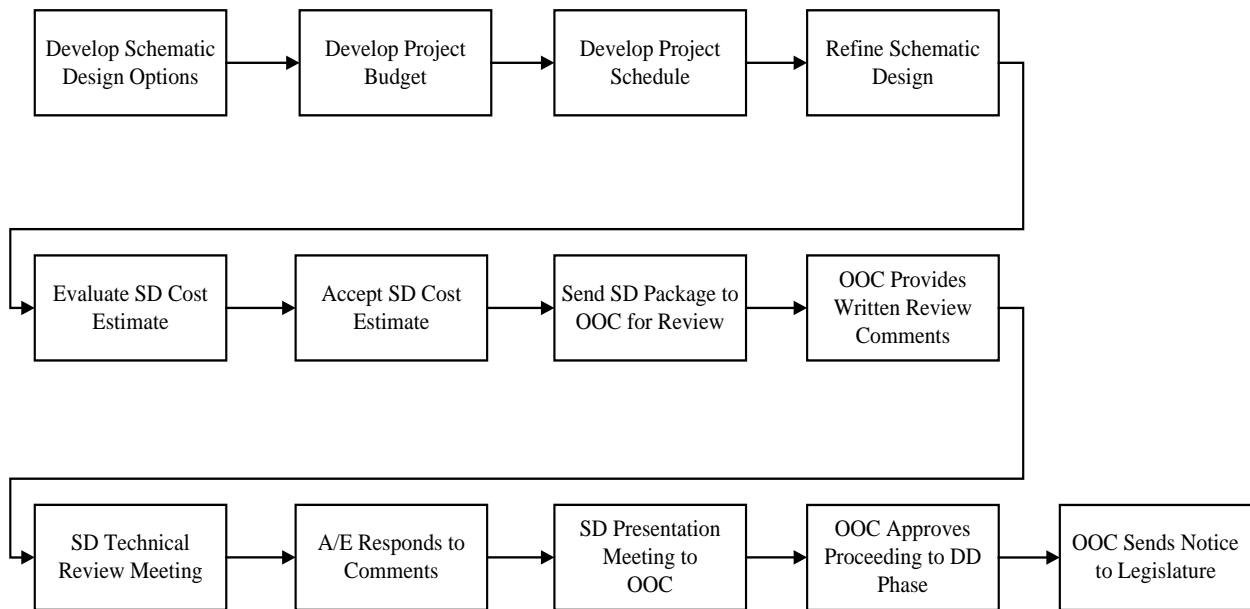 Develop Schematic
Design Options
Develop Project
Budget
Develop Project
Schedule
Refine Schematic
Design
Evaluate SD Cost
Estimate
Accept SD Cost
Estimate
Send SD Package to
OOC for Review
OOC Provides
Written Review
Comments
SD Technical
Review Meeting
A/E Responds to
Comments
SD Presentation
Meeting to
OOC
OOC Approves
Proceeding to DD
Phase
OOC Sends Notice
to Legislature